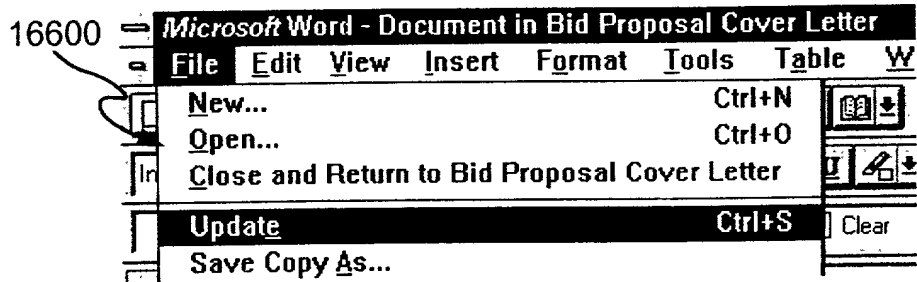 16600
Microsoft Word - Document in Bid Proposal Cover Letter
File Edit View Insert Format Tools Table W
New... Ctrl+N
Open... Ctrl+O
In Close and Return to Bid Proposal Cover Letter U
Update Ctrl+S Clear
Save Copy As...